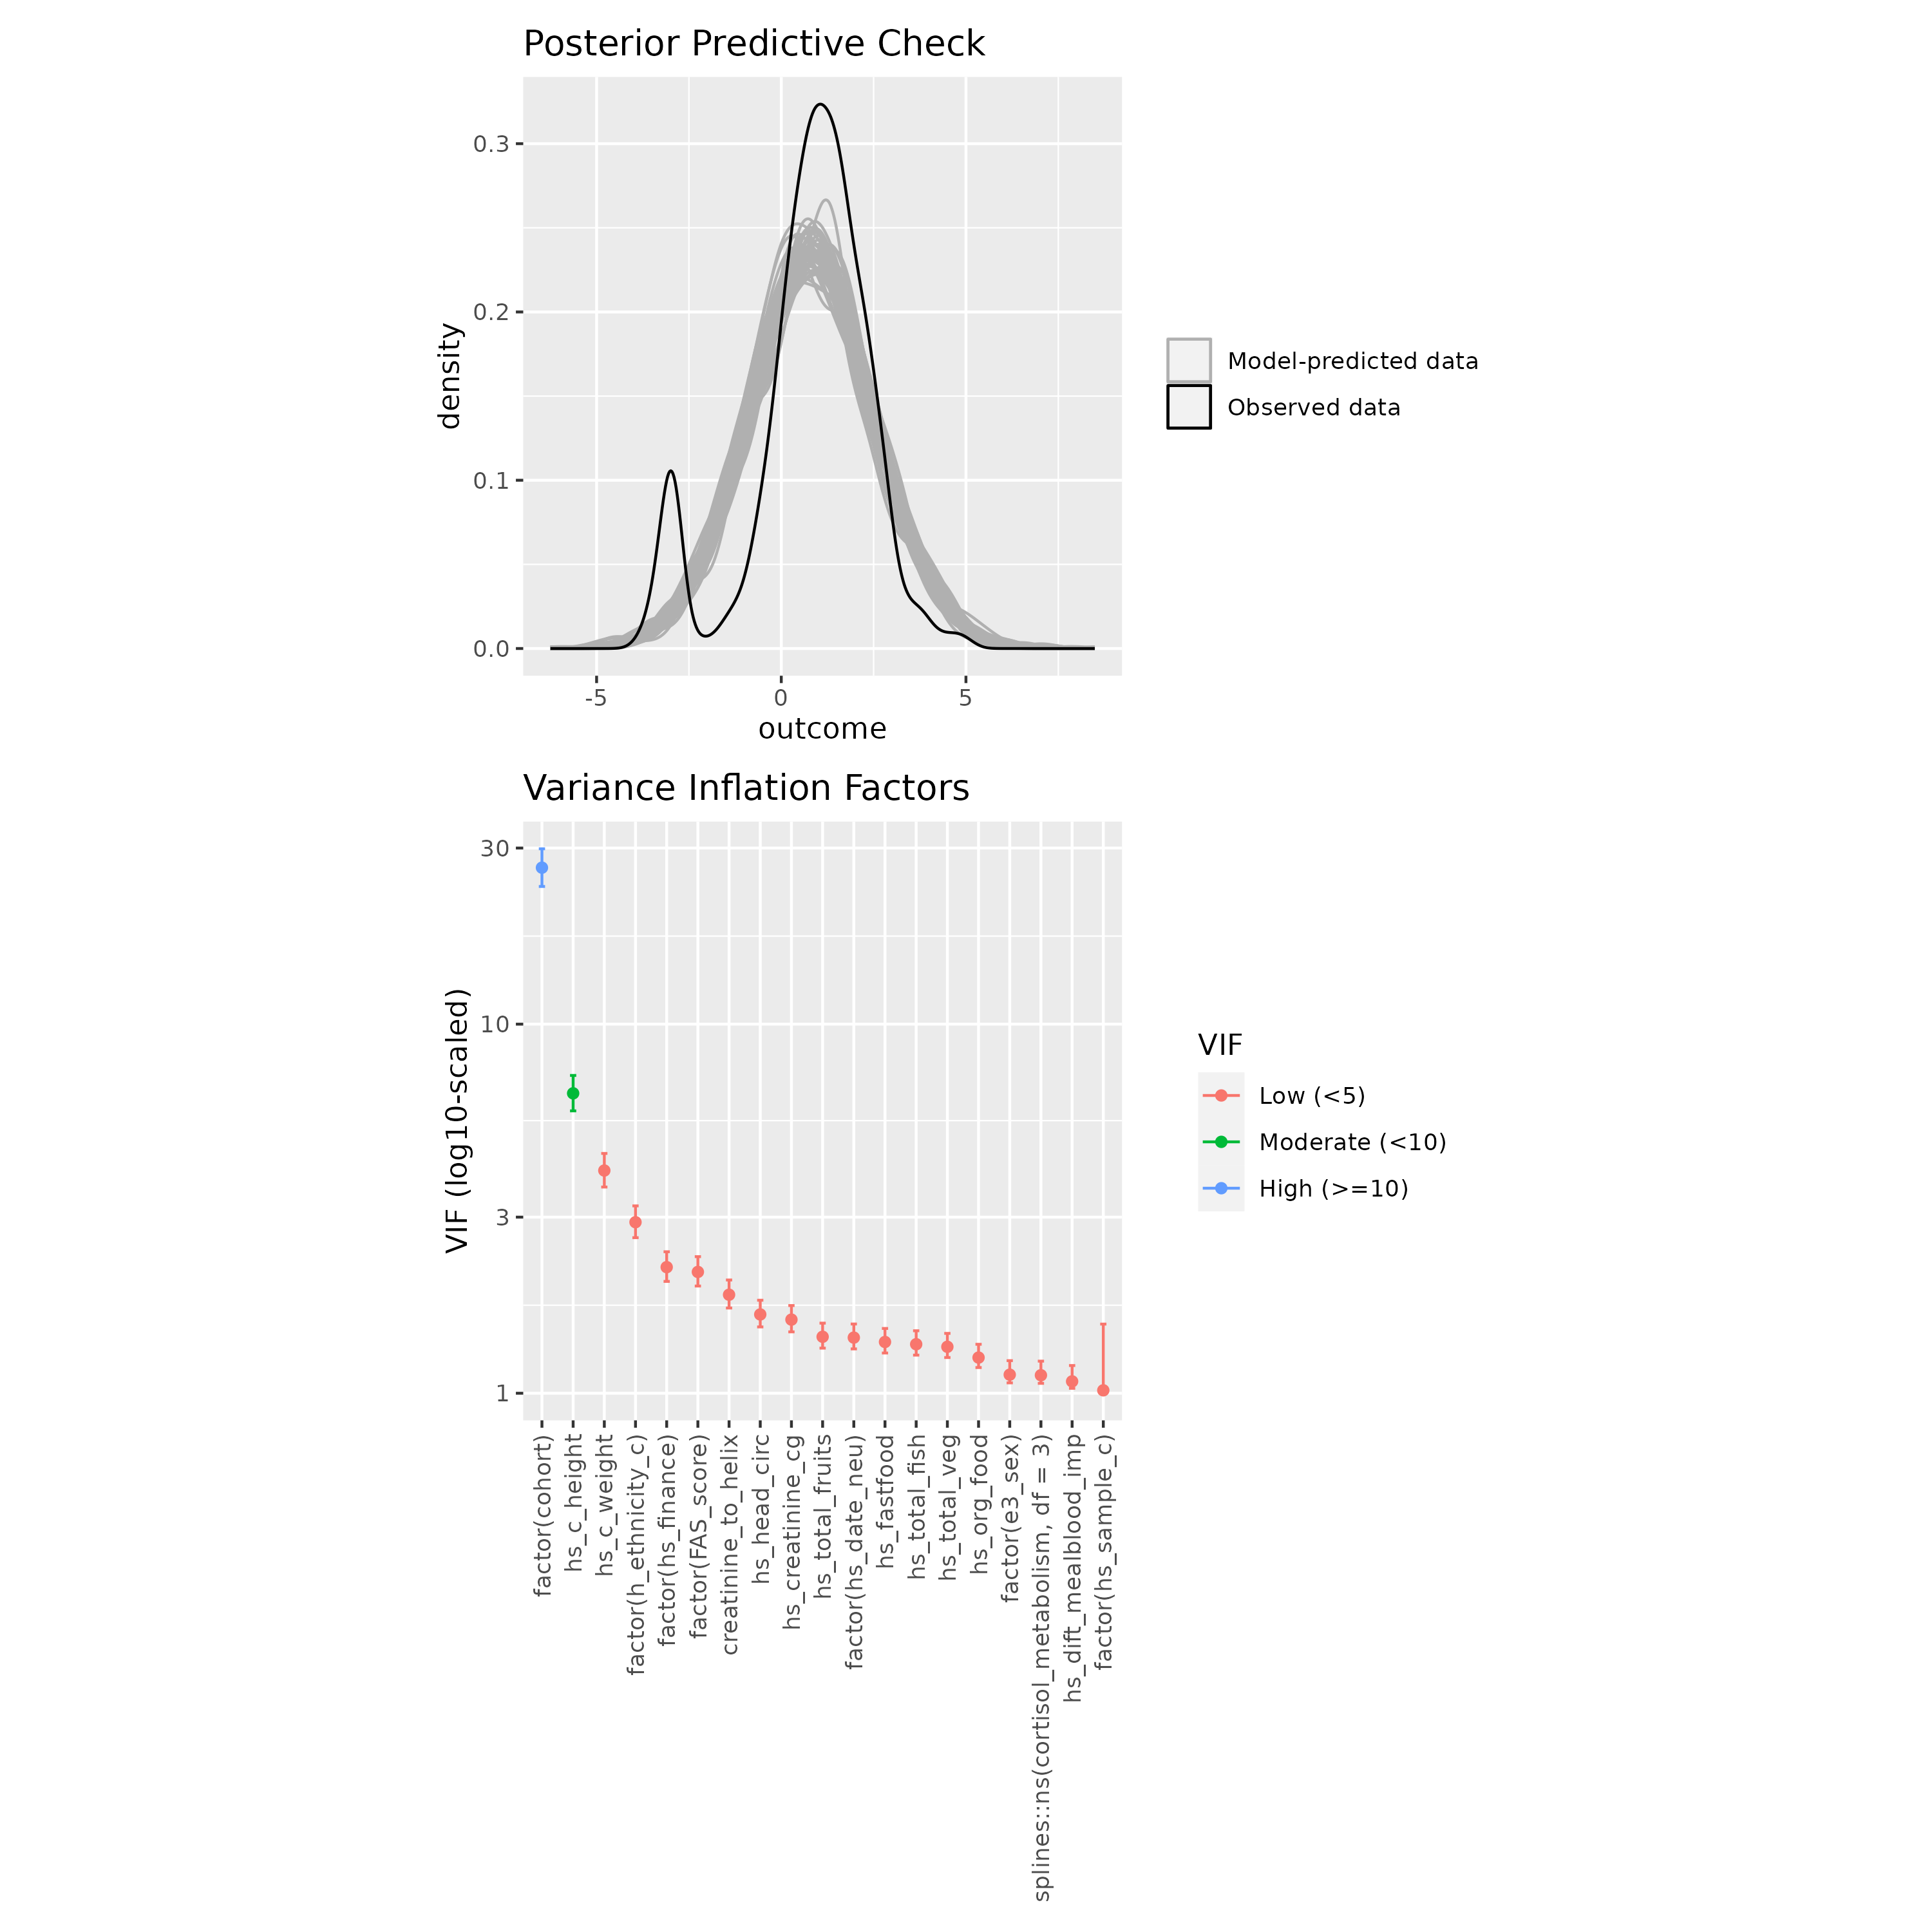 Posterior Predictive Check
density
0.3
0.2
0.1
0.0
-5
0
5
outcome
Model-predicted data
Observed data
Variance Inflation Factors
VIF (log10-scaled)
30
10
3
1
factor(cohort)
hs_c_height
hs_c_weight
factor(h_ethnicity_c)
factor(hs_finance)
factor(FAS_score)
creatinine_to_helix
hs_head_circ
hs_creatinine_cg
hs_total_fruits
factor(hs_date_neu)
hs_fastfood
hs_total_fish
hs_total_veg
hs_org_food
factor(e3_sex)
splines::ns(cortisol_metabolism, df = 3)
hs_dift_mealblood_imp
factor(hs_sample_c)
VIF
Low (<5)
Moderate (<10)
High (>=10)